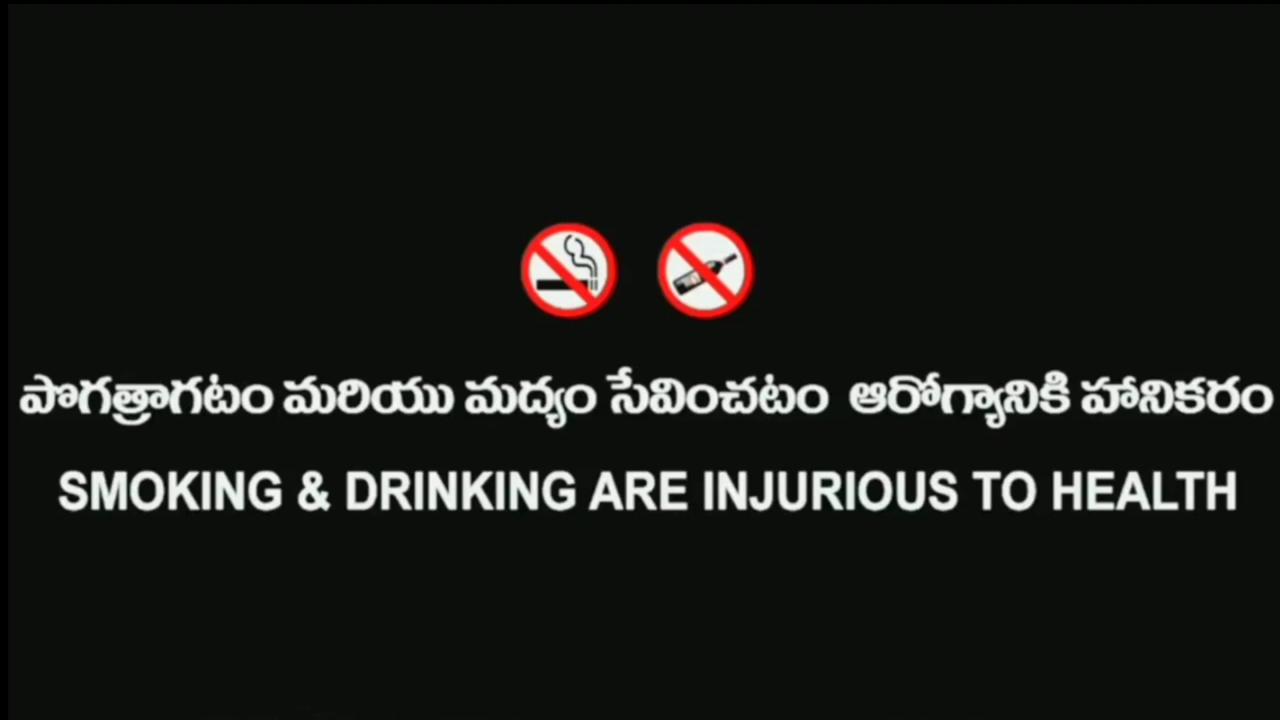 పొగత్రాగటం మరియు మద్యం సేవించటం ఆరోగ్యానికి హానికరం
SMOKING & DRINKING ARE INJURIOUS TO HEALTH